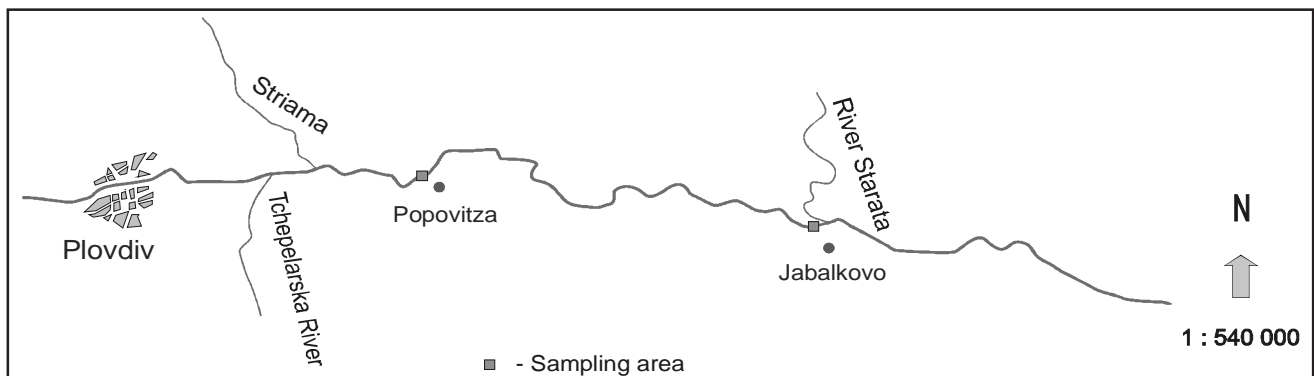 Striama
River Starata
Plovdiv
Tchepelarska River
Popovitza
Jabalkovo
N
1 : 540 000
- Sampling area